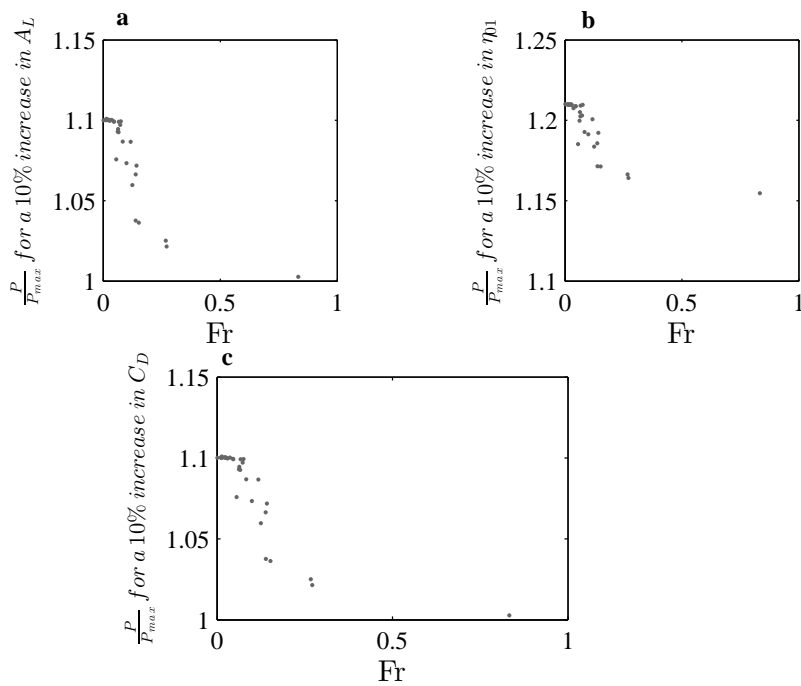 a
P/P_max for a 10% increase in A_L
1.15
1.1
1.05
1
0
0.5
1
Fr
b
P/P_max for a 10% increase in η_01
1.25
1.2
1.15
1.1
0
0.5
1
Fr
c
P/P_max for a 10% increase in C_D
1.15
1.1
1.05
1
0
0.5
1
Fr